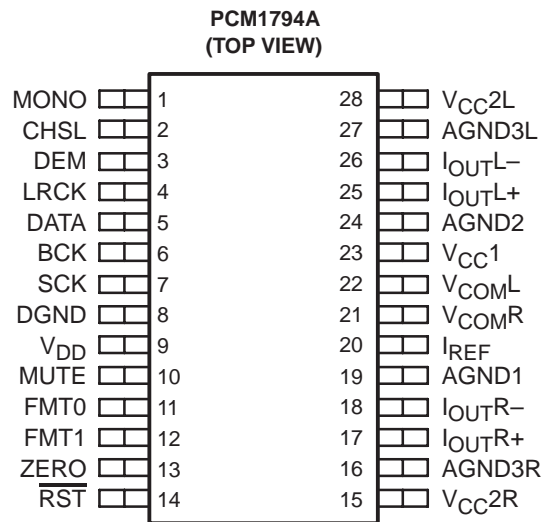 PCM1794A
(TOP VIEW)
MONO 1 28 VCC2L
CHSL 2 27 AGND3L
DEM 3 26 IOUTL–
LRCK 4 25 IOUTL+
DATA 5 24 AGND2
BCK 6 23 VCC1
SCK 7 22 VCOML
DGND 8 21 VCOMR
VDD 9 20 IREF
MUTE 10 19 AGND1
FMT0 11 18 IOUTR–
FMT1 12 17 IOUTR+
ZERO 13 16 AGND3R
RST 14 15 VCC2R